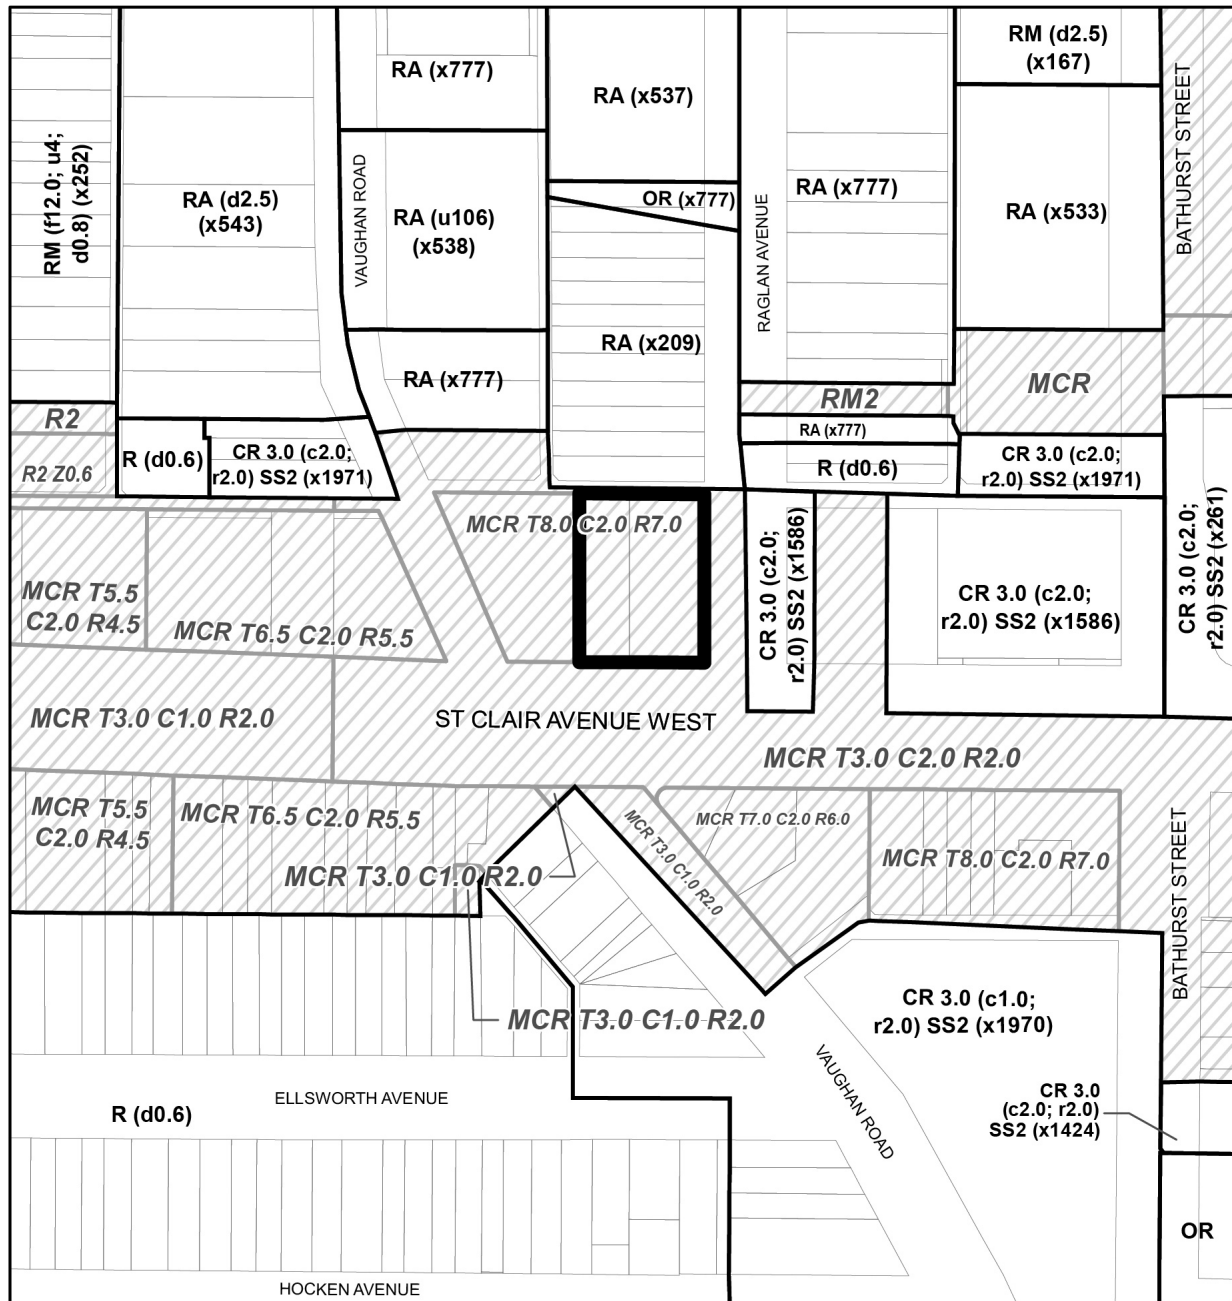 RM (d2.5)
(x167)
RA (x777)
RA (x537)
BATHURST STREET
RM (f12.0; u4;
d0.8) (x252)
RA (d2.5)
(x543)
VAUGHAN ROAD
RA (u106)
(x538)
OR (x777)
RAGLAN AVENUE
RA (x777)
RA (x533)
RA (x209)
RA (x777)
MCR
RM2
R2
RA (x777)
R2 Z0.6
R (d0.6)
CR 3.0 (c2.0;
r2.0) SS2 (x1971)
R (d0.6)
CR 3.0 (c2.0;
r2.0) SS2 (x1971)
CR 3.0 (c2.0;
r2.0) SS2 (x261)
MCR T8.0 C2.0 R7.0
CR 3.0 (c2.0;
r2.0) SS2 (x1586)
CR 3.0 (c2.0;
r2.0) SS2 (x1586)
MCR T5.5
C2.0 R4.5
MCR T6.5 C2.0 R5.5
MCR T3.0 C1.0 R2.0
ST CLAIR AVENUE WEST
MCR T3.0 C2.0 R2.0
MCR T5.5
C2.0 R4.5
MCR T6.5 C2.0 R5.5
MCR T3.0 C1.0 R2.0
MCR T3.0 C1.0 R2.0
MCR T7.0 C2.0 R6.0
MCR T8.0 C2.0 R7.0
BATHURST STREET
MCR T3.0 C1.0 R2.0
CR 3.0 (c1.0;
r2.0) SS2 (x1970)
VAUGHAN ROAD
ELLSWORTH AVENUE
R (d0.6)
CR 3.0
(c2.0; r2.0)
SS2 (x1424)
OR
HOCKEN AVENUE